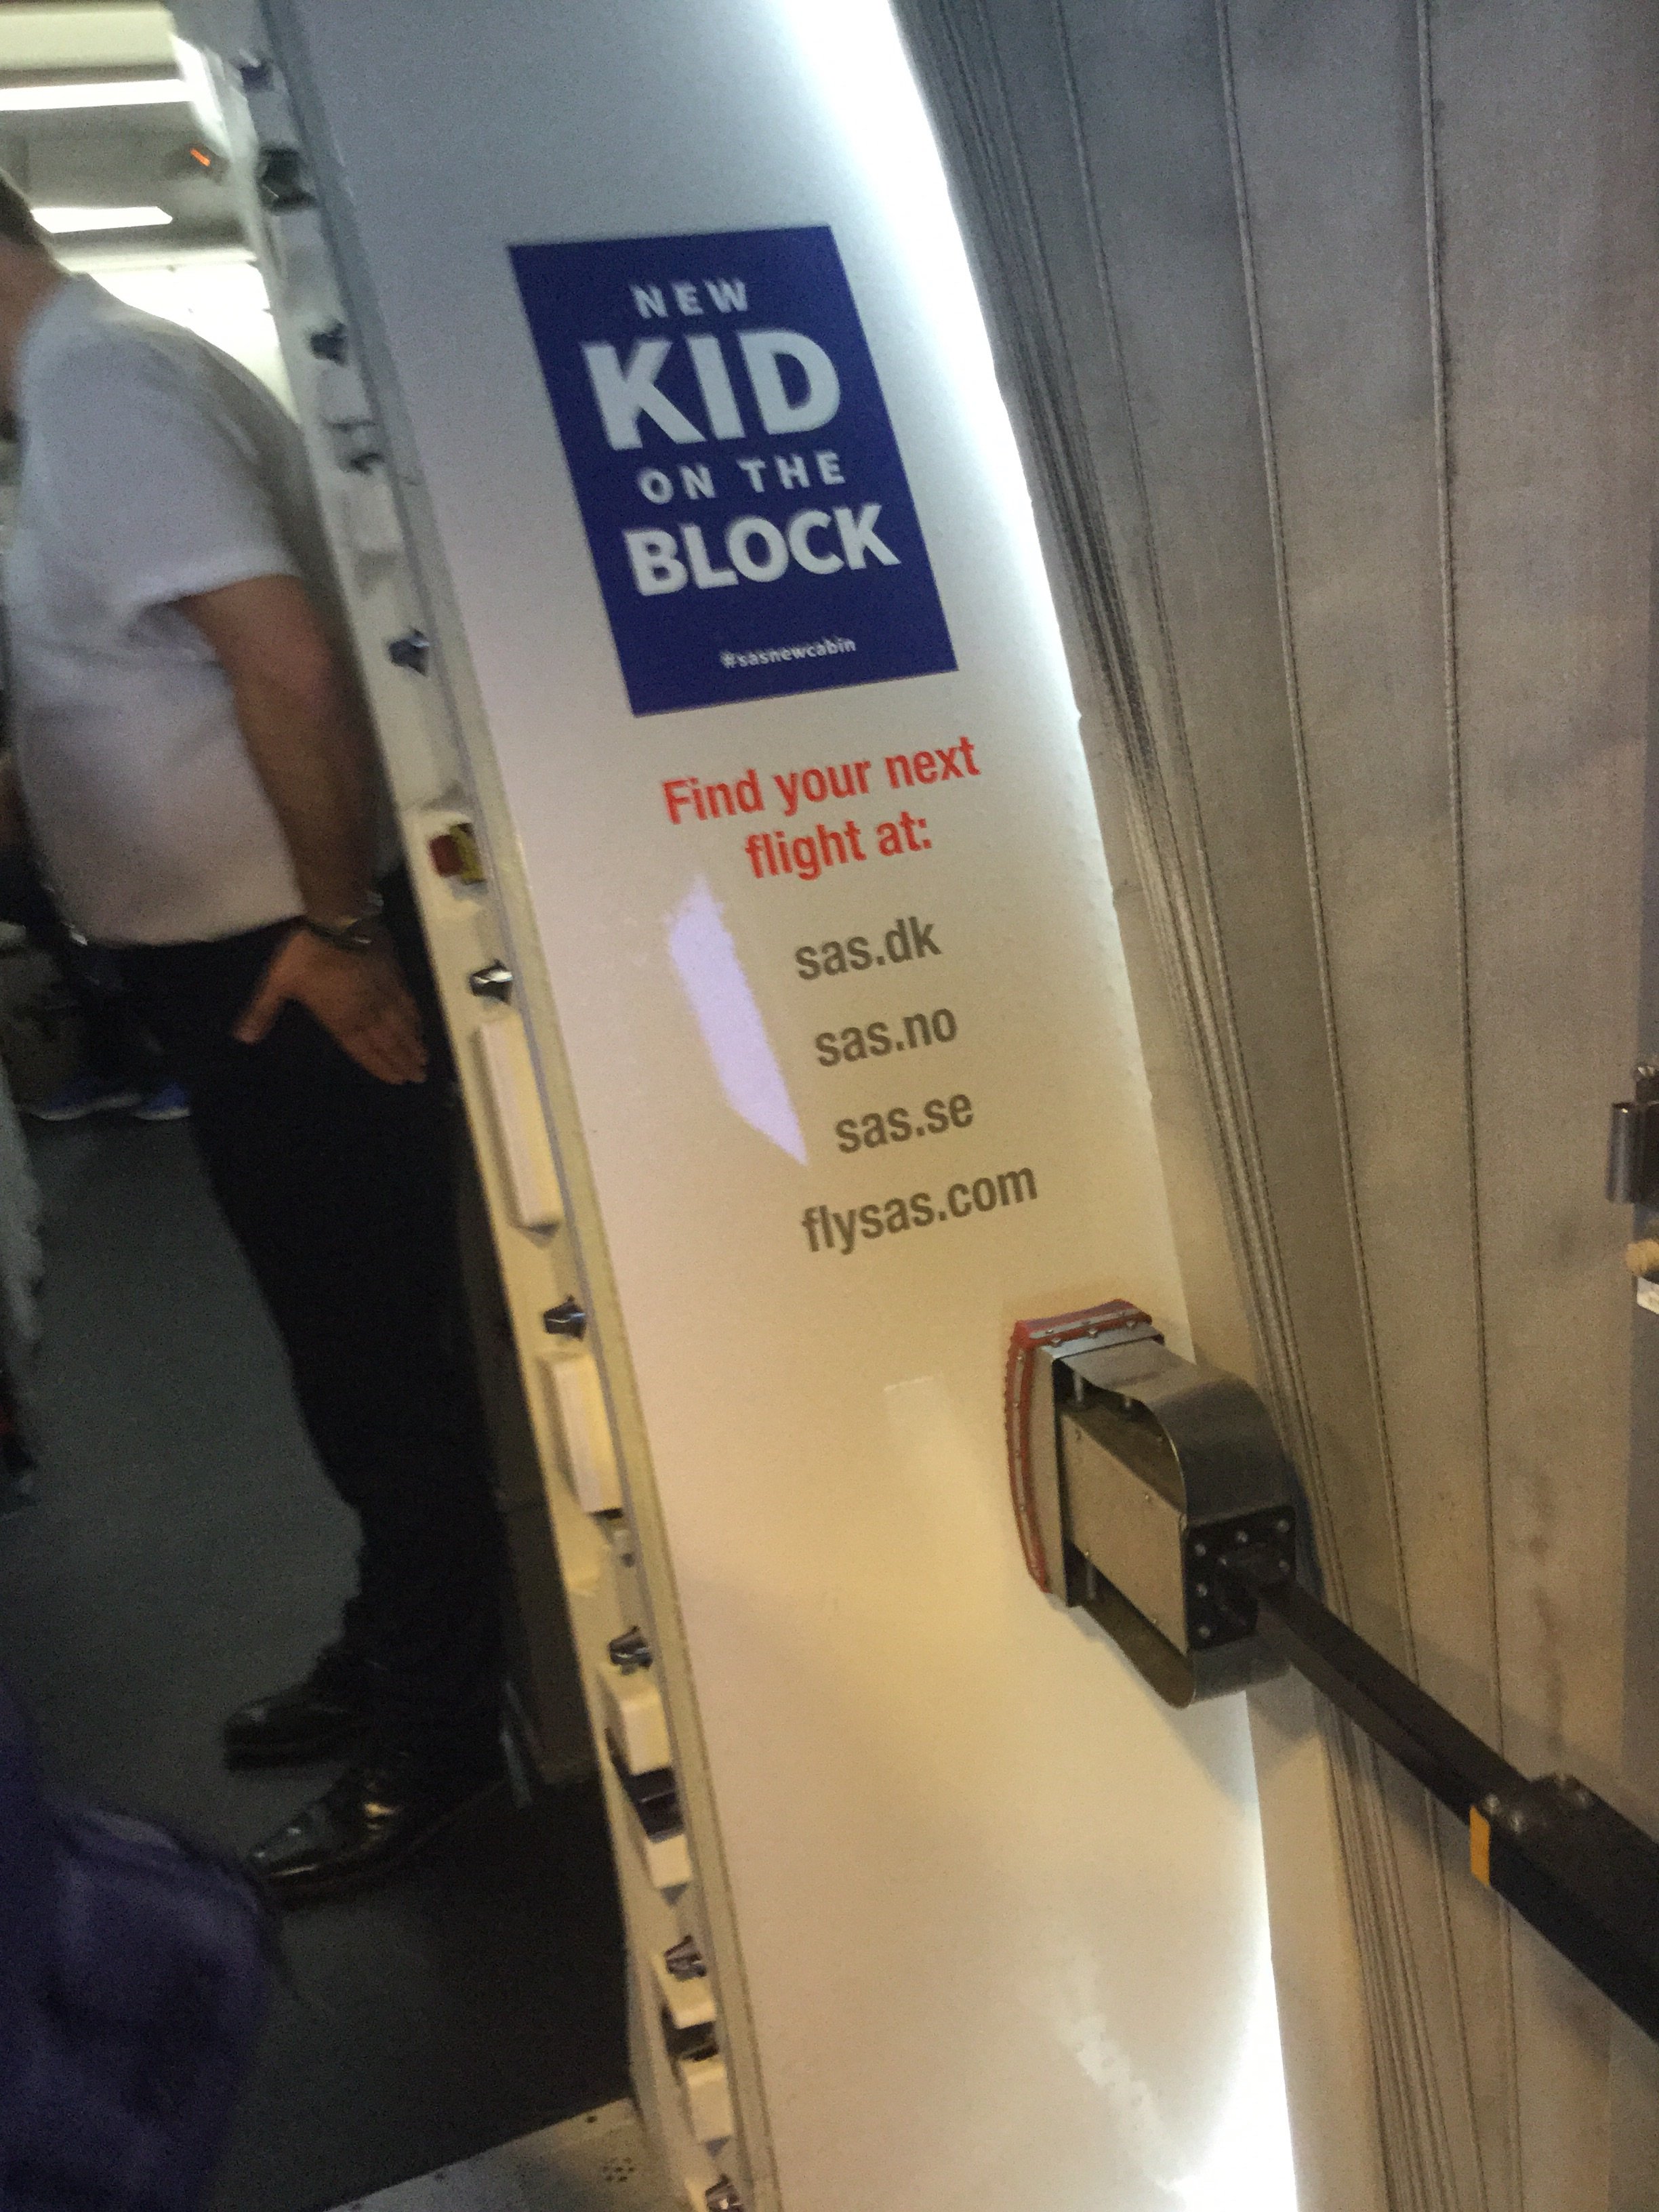 NEW
KID
ON THE
BLOCK
#sasnewcabin
Find your next
flight at:
sas.dk
sas.no
sas.se
flysas.com